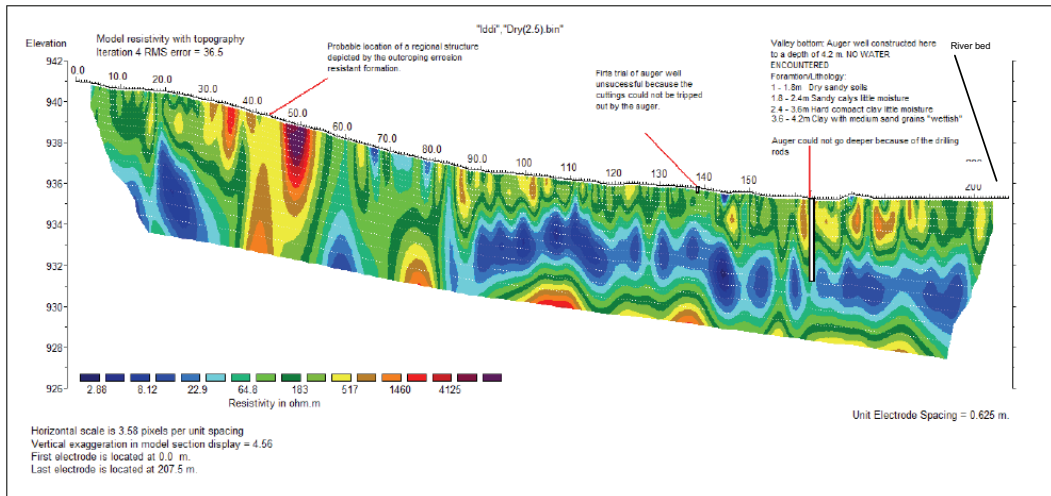 "Iddi","Dry(2.5).bin"
Model resistivity with topography
Iteration 4 RMS error = 36.5
Elevation
942
940
938
936
935
933
931
930
928
926
0.0
10.0
20.0
30.0
40.0
50.0
60.0
70.0
80.0
90.0
100
110
120
130
140
150
200
Probable location of a regional structure
depicted by the outcroping errosion
resistant formation.
Firts trial of auger well
unsucessful because the
cuttings could not be tripped
out by the auger.
Valley bottom: Auger well constructed here
to a depth of 4.2 m. NO WATER
ENCOUNTERED
Forambon/Lithology:
1 - 1.8m Dry sandy soils
1.8 - 2.4m Sandy calys little moisture
2.4 - 3.6m Hard compact clay little moisture
3.6 - 4.2m Clay with medium sand grains "wettish"
Auger could not go deeper because of the drilling
rods
River bed
2.88 8.12 22.9 64.8 183 517 1460 4125
Resistivity in ohm.m
Unit Electrode Spacing = 0.625 m.
Horizontal scale is 3.58 pixels per unit spacing
Vertical exaggeration in model section display = 4.56
First electrode is located at 0.0 m.
Last electrode is located at 207.5 m.